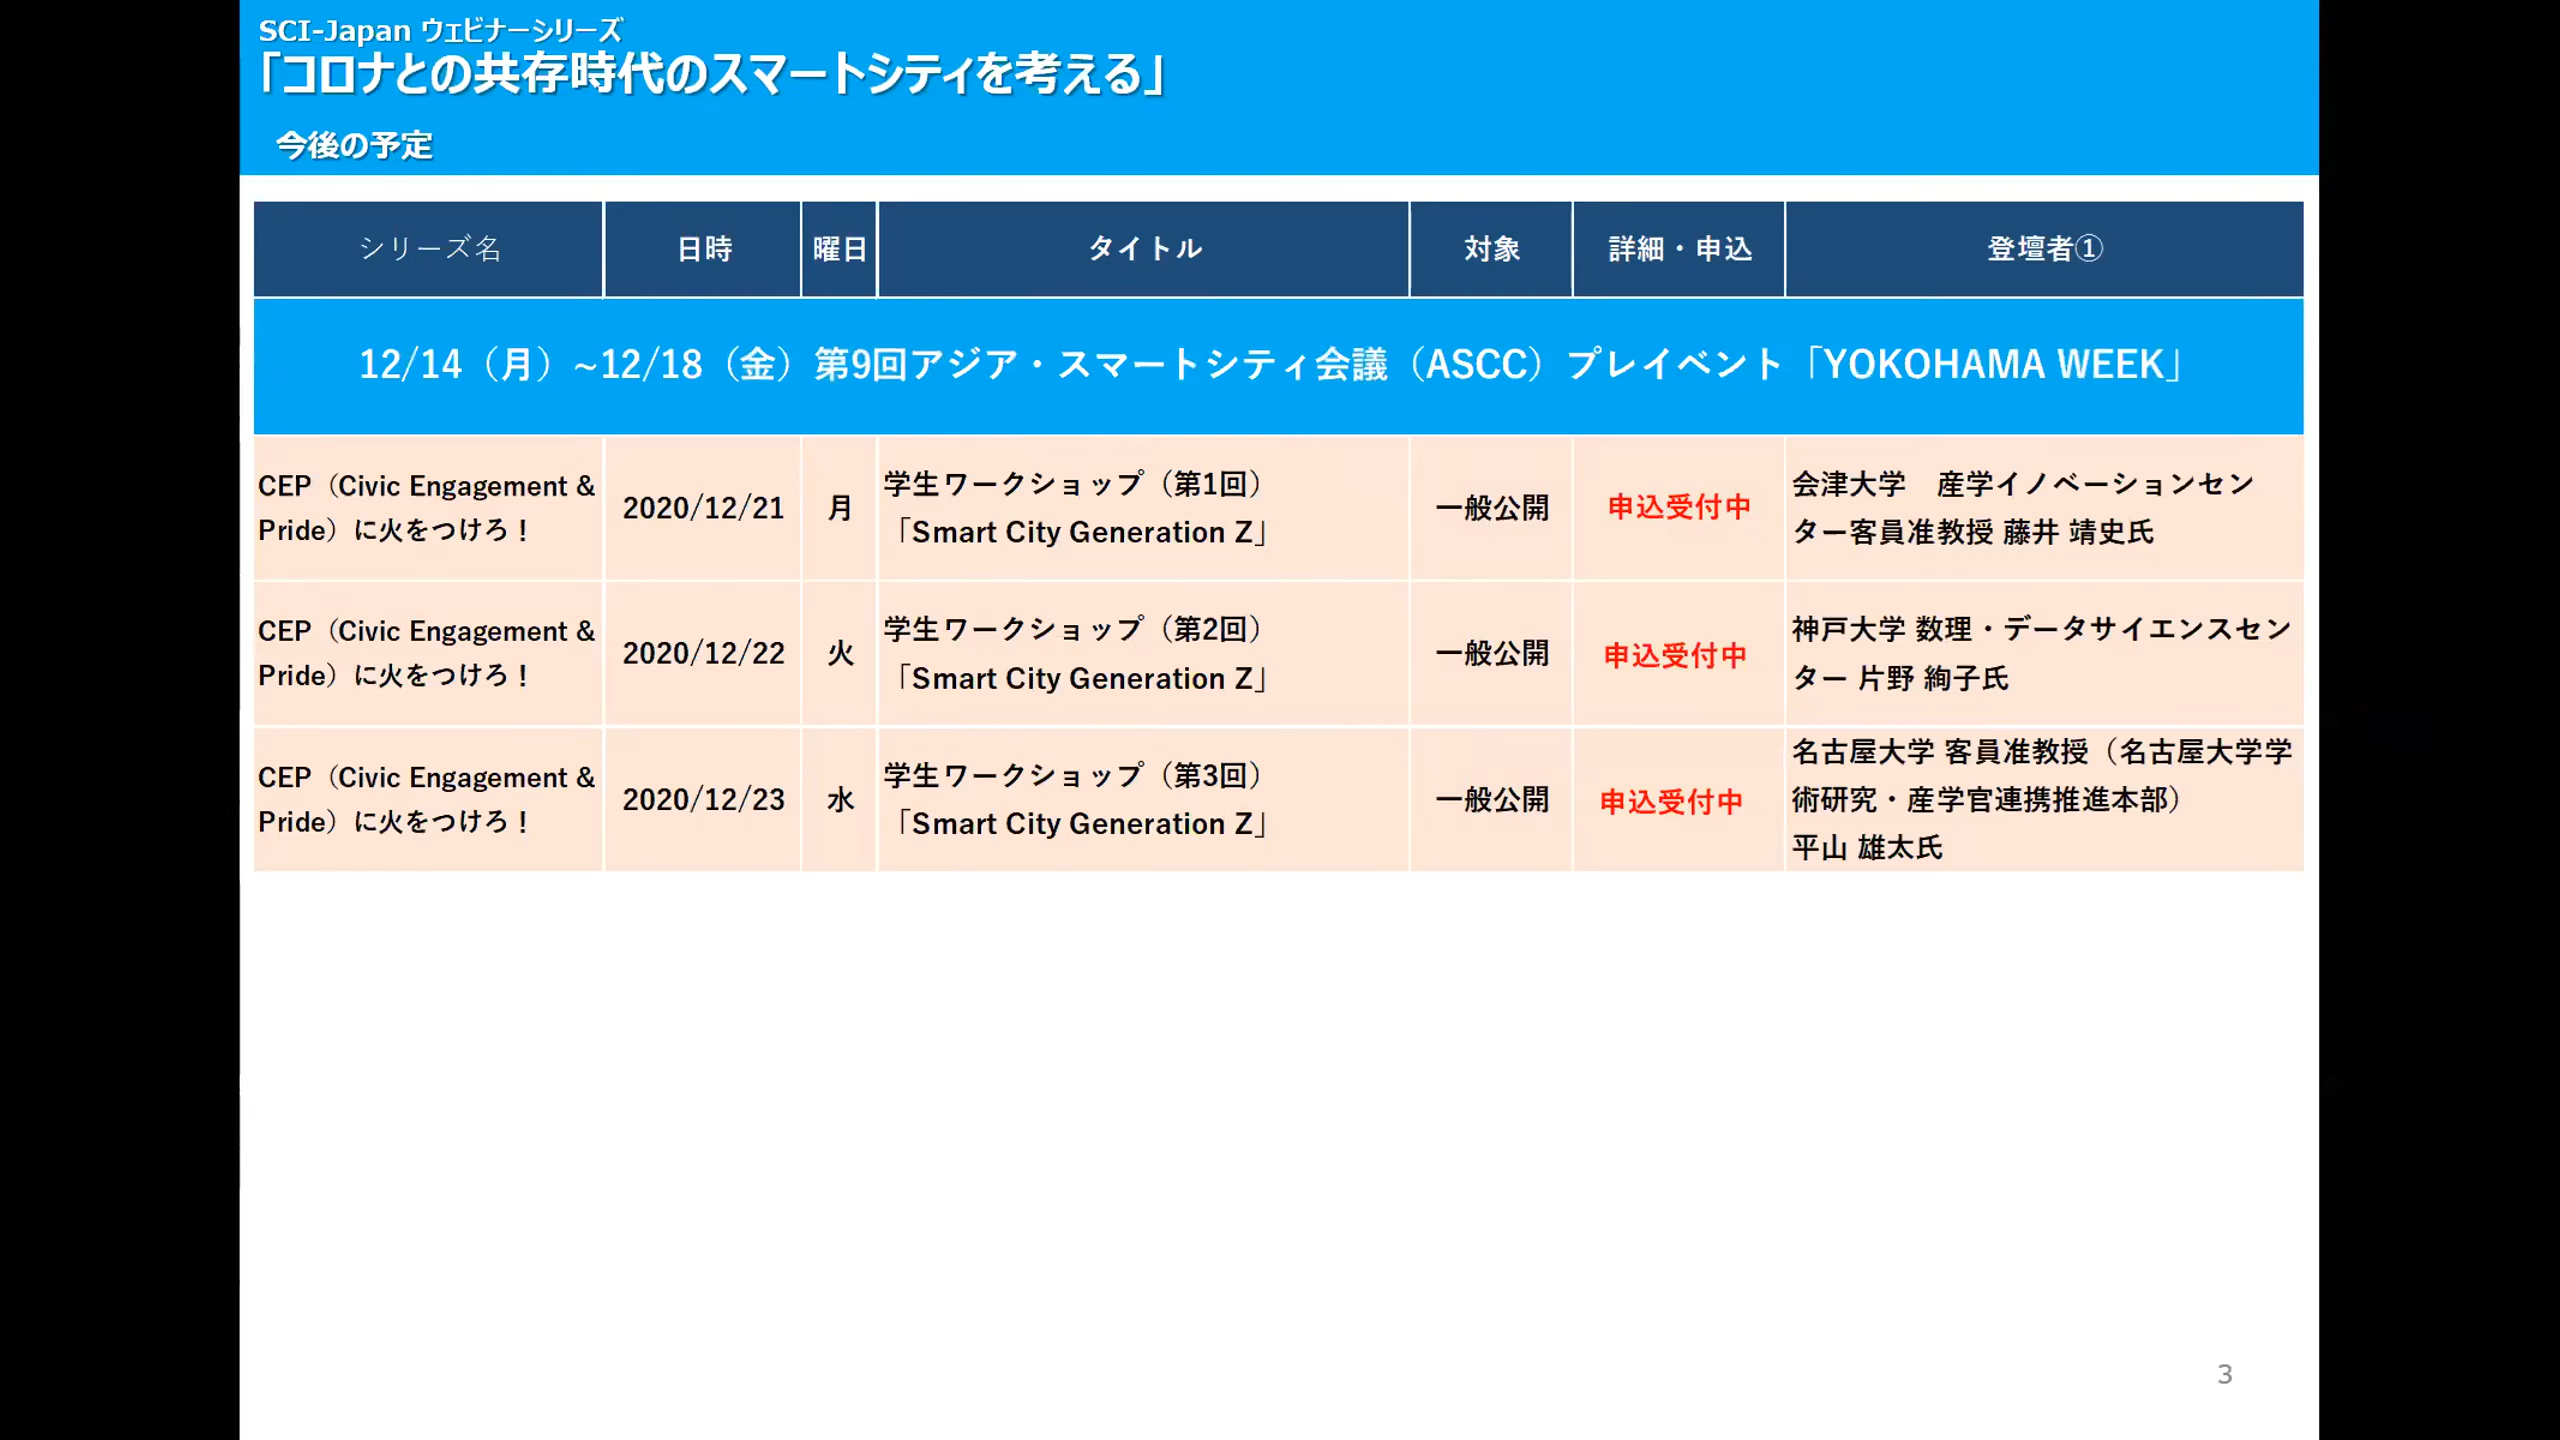 SCI-Japan ウェビナーシリーズ
「コロナとの共存時代のスマートシティを考える」
今後の予定
シリーズ名 日時 曜日 タイトル 対象 詳細・申込 登壇者①
12/14（月）~12/18（金）第9回アジア・スマートシティ会議（ASCC）プレイベント「YOKOHAMA WEEK」
CEP（Civic Engagement &
Pride）に火をつけろ！
2020/12/21
月
学生ワークショップ（第1回）
「Smart City Generation Z」
一般公開
申込受付中
会津大学　産学イノベーションセン
ター客員准教授 藤井 靖史氏
CEP（Civic Engagement &
Pride）に火をつけろ！
2020/12/22
火
学生ワークショップ（第2回）
「Smart City Generation Z」
一般公開
申込受付中
神戸大学 数理・データサイエンスセン
ター 片野 絢子氏
CEP（Civic Engagement &
Pride）に火をつけろ！
2020/12/23
水
学生ワークショップ（第3回）
「Smart City Generation Z」
一般公開
申込受付中
名古屋大学 客員准教授（名古屋大学学
術研究・産学官連携推進本部）
平山 雄太氏
3